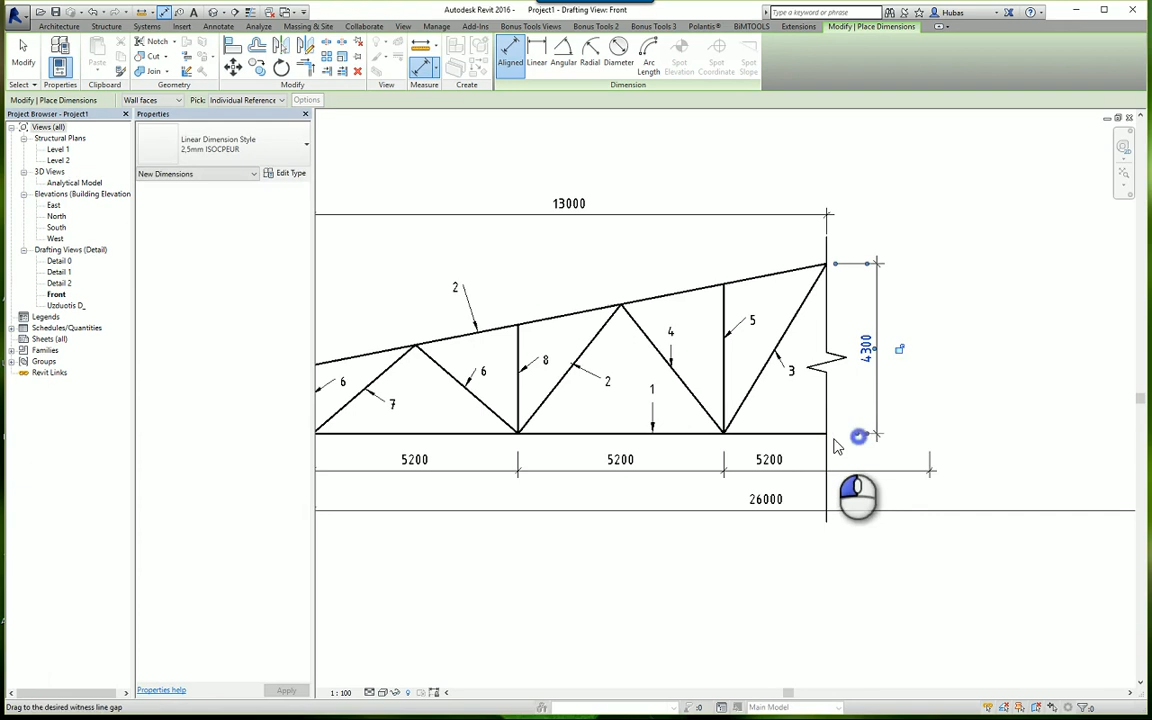 Autodesk Revit 2016 - Project1 - Drafting View: Front
Type a keyword or phrase
Hubas
Architecture Structure Systems Insert Annotate Analyze Massing & Site Collaborate View Manage Add-Ins Bonus Tools Bonus Tools 2 Bonus Tools 3 Polantis® BiMTOOLS Extensions Modify | Place Dimensions
Modify
Paste
Notch
Cut
Join
Aligned
Linear
Angular
Radial
Diameter
Arc Length
Spot Elevation
Spot Coordinate
Spot Slope
Select
Properties
Clipboard
Geometry
Modify
View
Measure
Create
Dimension
Modify | Place Dimensions
Wall faces
Pick:
Individual Reference
Options
Project Browser - Project1
Views (all)
Structural Plans
Level 1
Level 2
3D Views
Analytical Model
Elevations (Building Elevation
East
North
South
West
Drafting Views (Detail)
Detail 0
Detail 1
Detail 2
Front
Uzduotis D_
Legends
Schedules/Quantities
Sheets (all)
Families
Groups
Revit Links
Properties
Linear Dimension Style
2,5mm ISOCPEUR
New Dimensions
Edit Type
Properties help
Apply
13000
2
5
4
8
6
6
7
2
1
3
4300
5200
5200
5200
26000
1 : 100
Drag to the desired witness line gap
:0
Main Model
:0